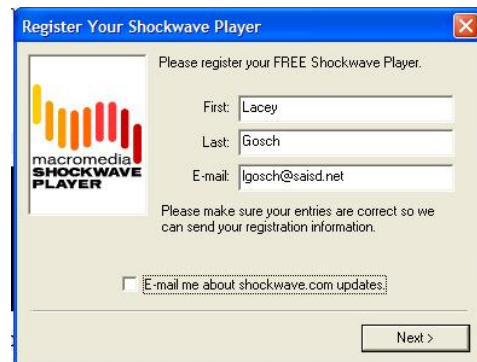 Register Your Shockwave Player
Please register your FREE Shockwave Player.
First: Lacey
Last: Gosch
E-mail: lgosch@saisd.net
macromedia
SHOCKWAVE
PLAYER
Please make sure your entries are correct so we
can send your registration information.
E-mail me about shockwave.com updates.
Next >